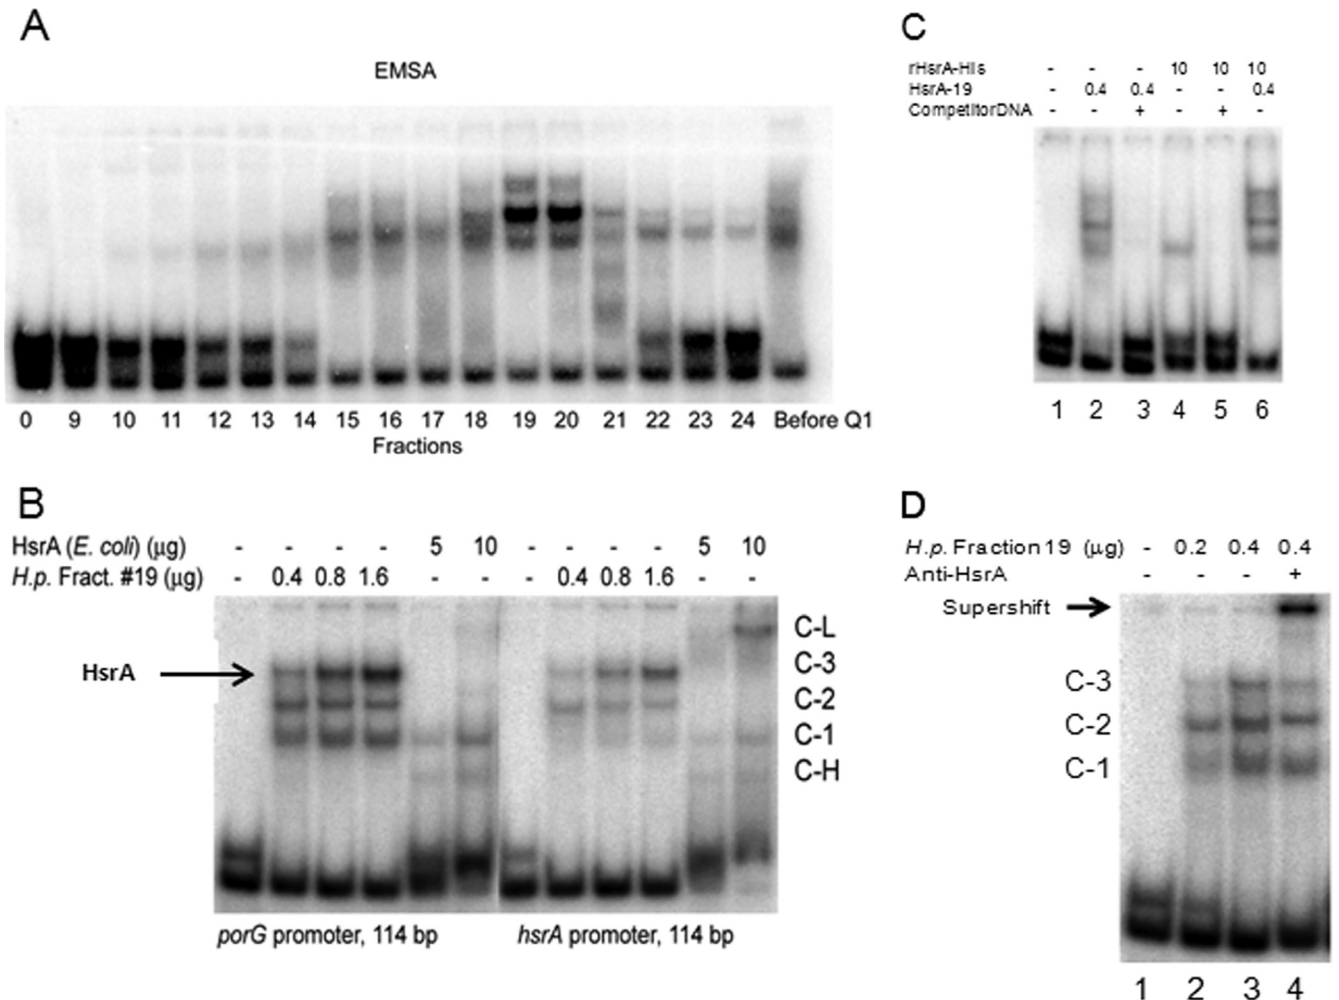 A
EMSA
0 9 10 11 12 13 14 15 16 17 18 19 20 21 22 23 24 Before Q1
Fractions
B
HsrA (E. coli) (µg) - - - - 5 10 - - - - 5 10
H.p. Fract. #19 (µg) - 0.4 0.8 1.6 - - - 0.4 0.8 1.6 - -
HsrA
C-L
C-3
C-2
C-1
C-H
porG promoter, 114 bp hsrA promoter, 114 bp
C
rHsrA-His - - - 10 10 10
HsrA-19 - 0.4 0.4 - - 0.4
CompetitorDNA - - + - + -
1 2 3 4 5 6
D
H.p. Fraction 19 (µg) - 0.2 0.4 0.4
Anti-HsrA - - - +
Supershift
C-3
C-2
C-1
1 2 3 4